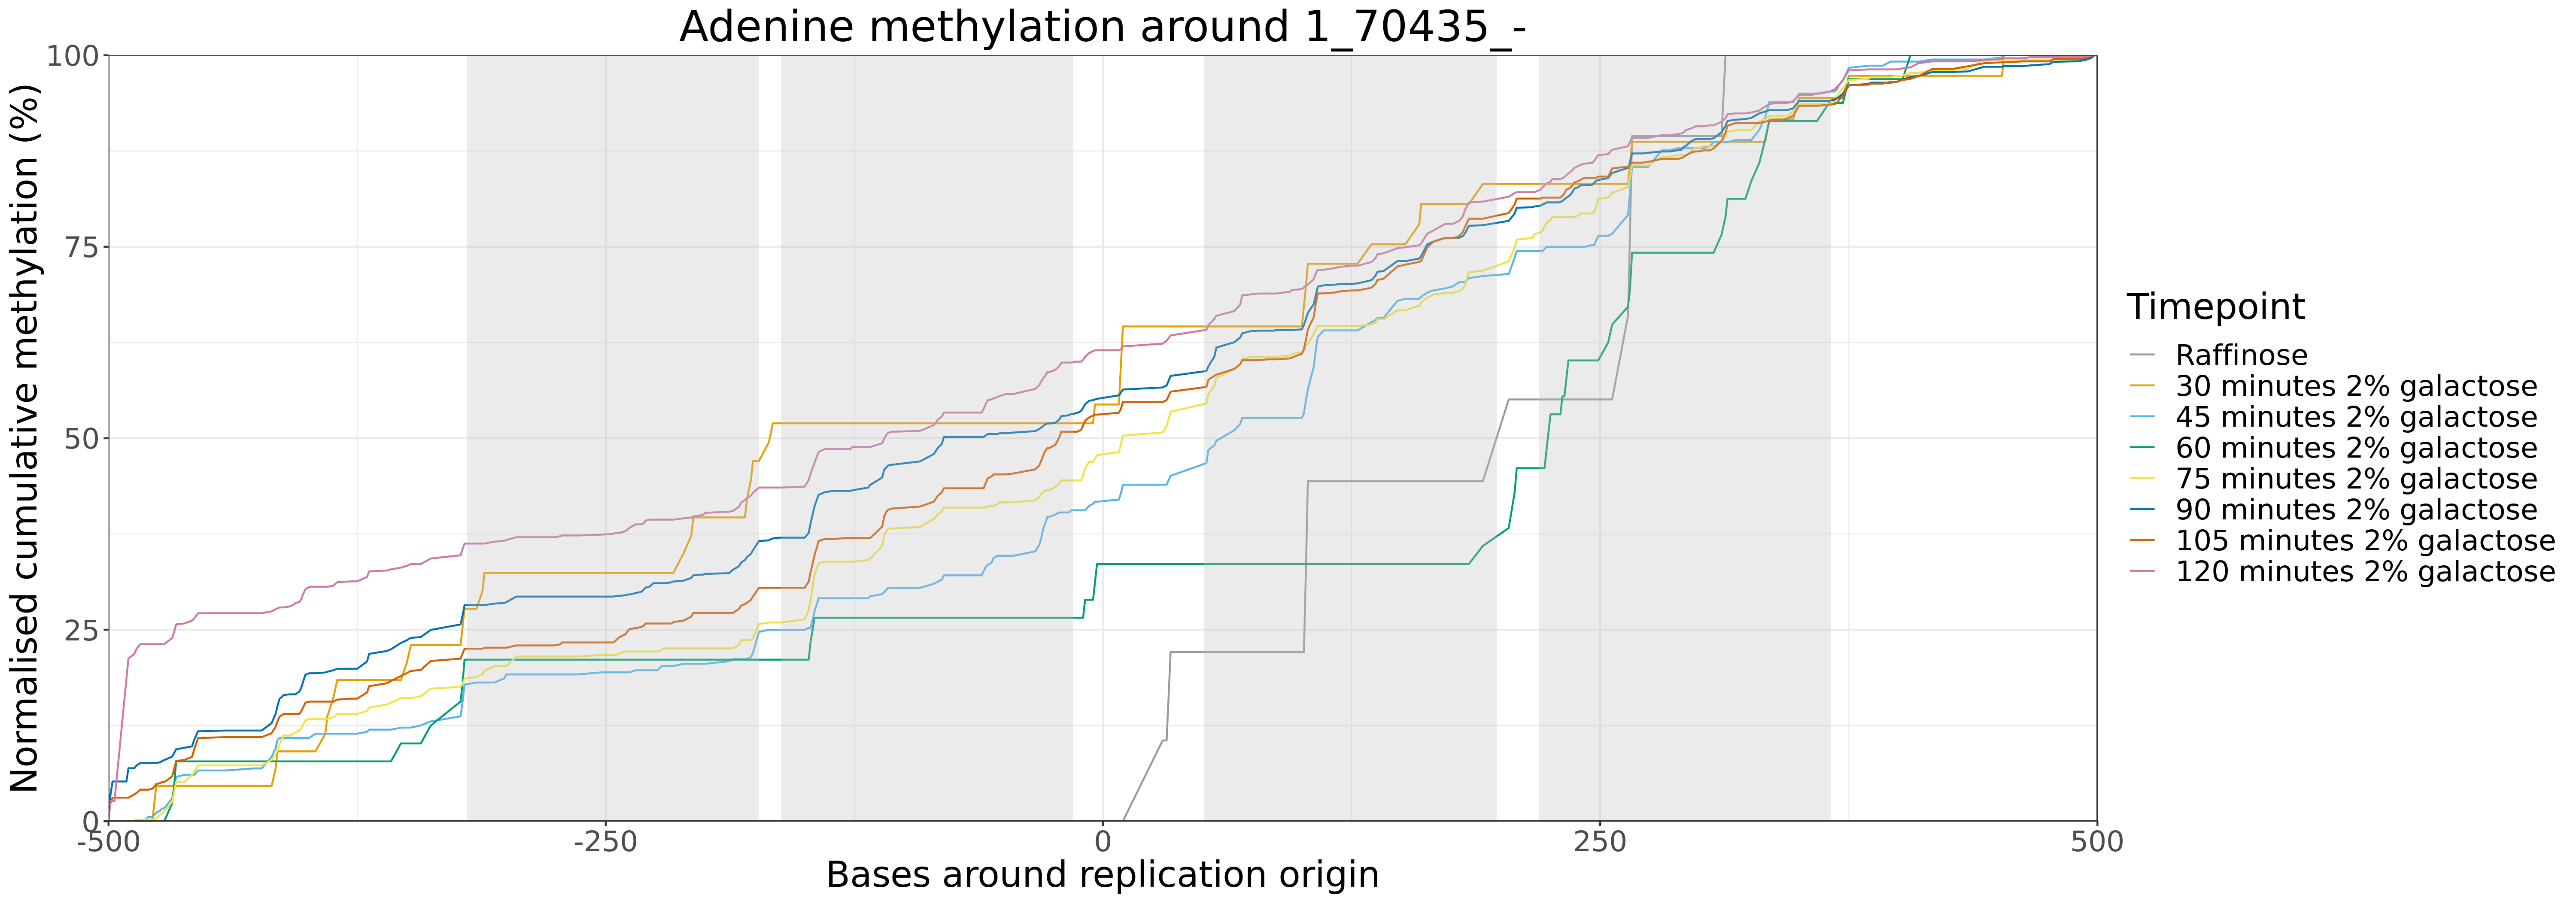 Adenine methylation around 1_70435_-
Normalised cumulative methylation (%)
100
75
50
25
0
-500
-250
0
250
500
Bases around replication origin
Timepoint
Raffinose
30 minutes 2% galactose
45 minutes 2% galactose
60 minutes 2% galactose
75 minutes 2% galactose
90 minutes 2% galactose
105 minutes 2% galactose
120 minutes 2% galactose